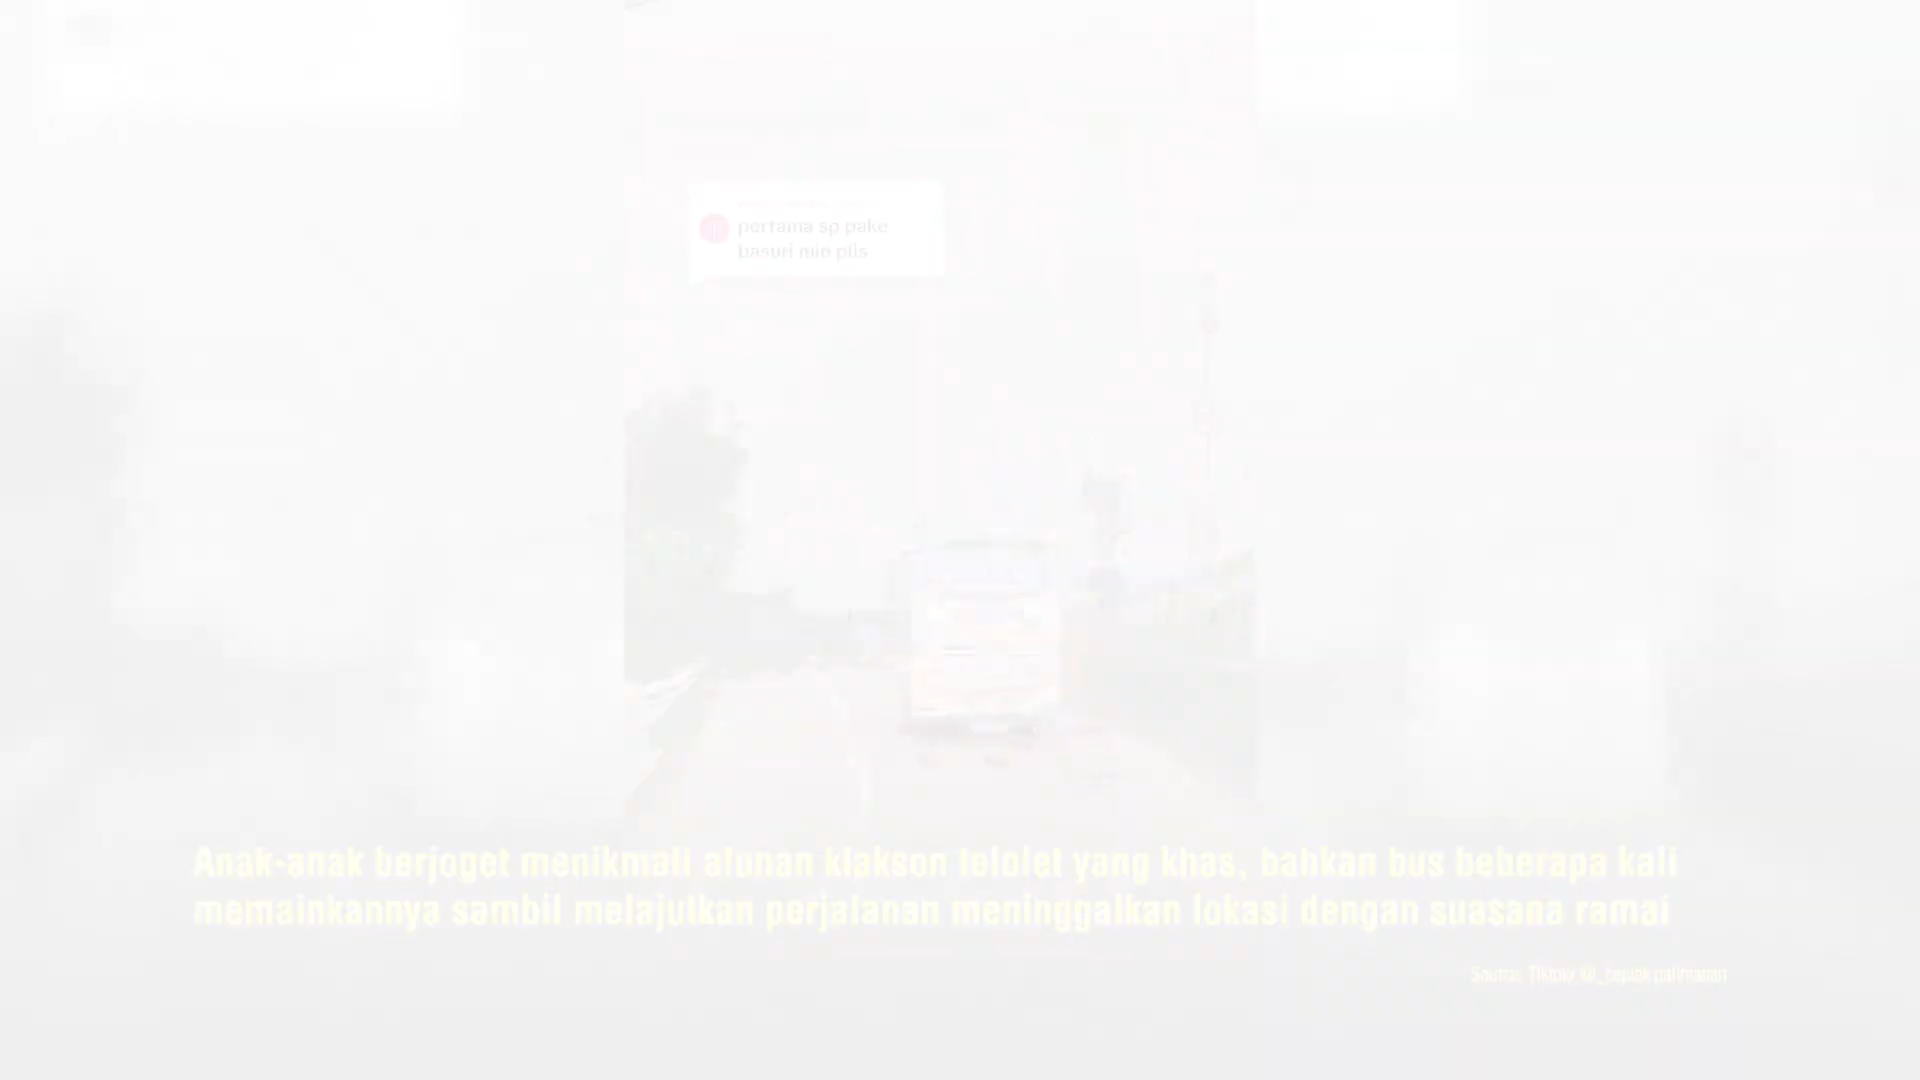 pertama sp pake
basuri min plis
Anak-anak berjoget menikmati alunan klakson telolet yang khas, bahkan bus beberapa kali
memainkannya sambil melajutkan perjalanan meninggalkan lokasi dengan suasana ramai